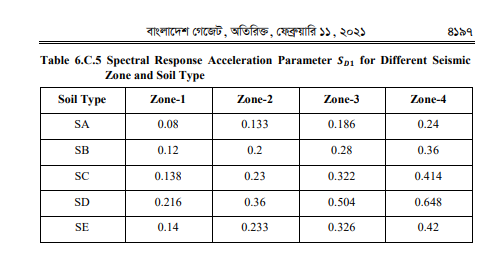 বাংলাদেশ গেজেট, অতিরিক্ত, ফেব্রুয়ারি ১১, ২০২১ ৪১৯৭
Table 6.C.5 Spectral Response Acceleration Parameter S_D1 for Different Seismic
Zone and Soil Type
Soil Type Zone-1 Zone-2 Zone-3 Zone-4
SA 0.08 0.133 0.186 0.24
SB 0.12 0.2 0.28 0.36
SC 0.138 0.23 0.322 0.414
SD 0.216 0.36 0.504 0.648
SE 0.14 0.233 0.326 0.42